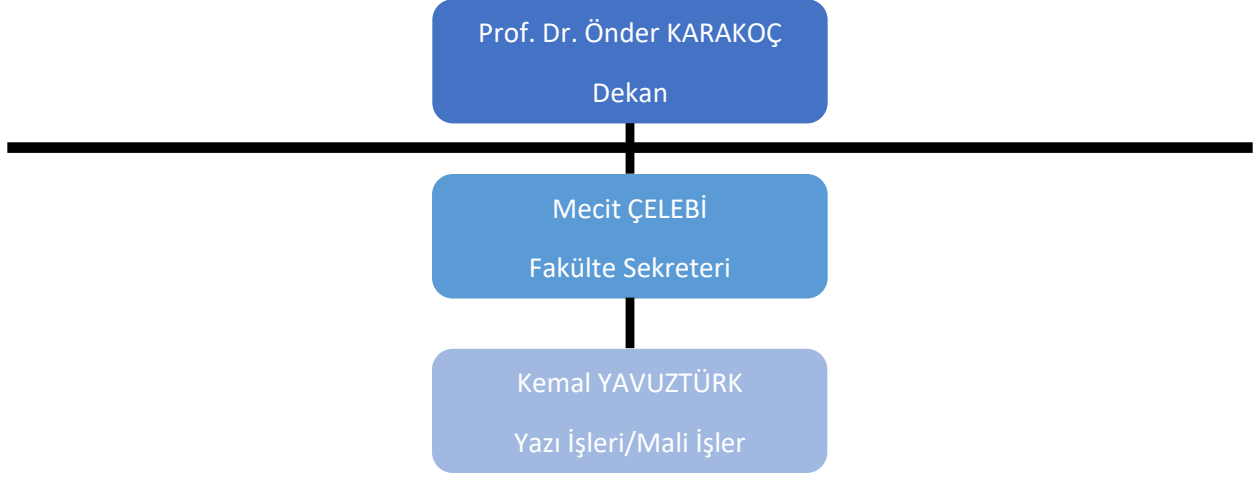 Prof. Dr. Önder KARAKOÇ
Dekan
Mecit ÇELEBİ
Fakülte Sekreteri
Kemal YAVUZTÜRK
Yazı İşleri/Mali İşler